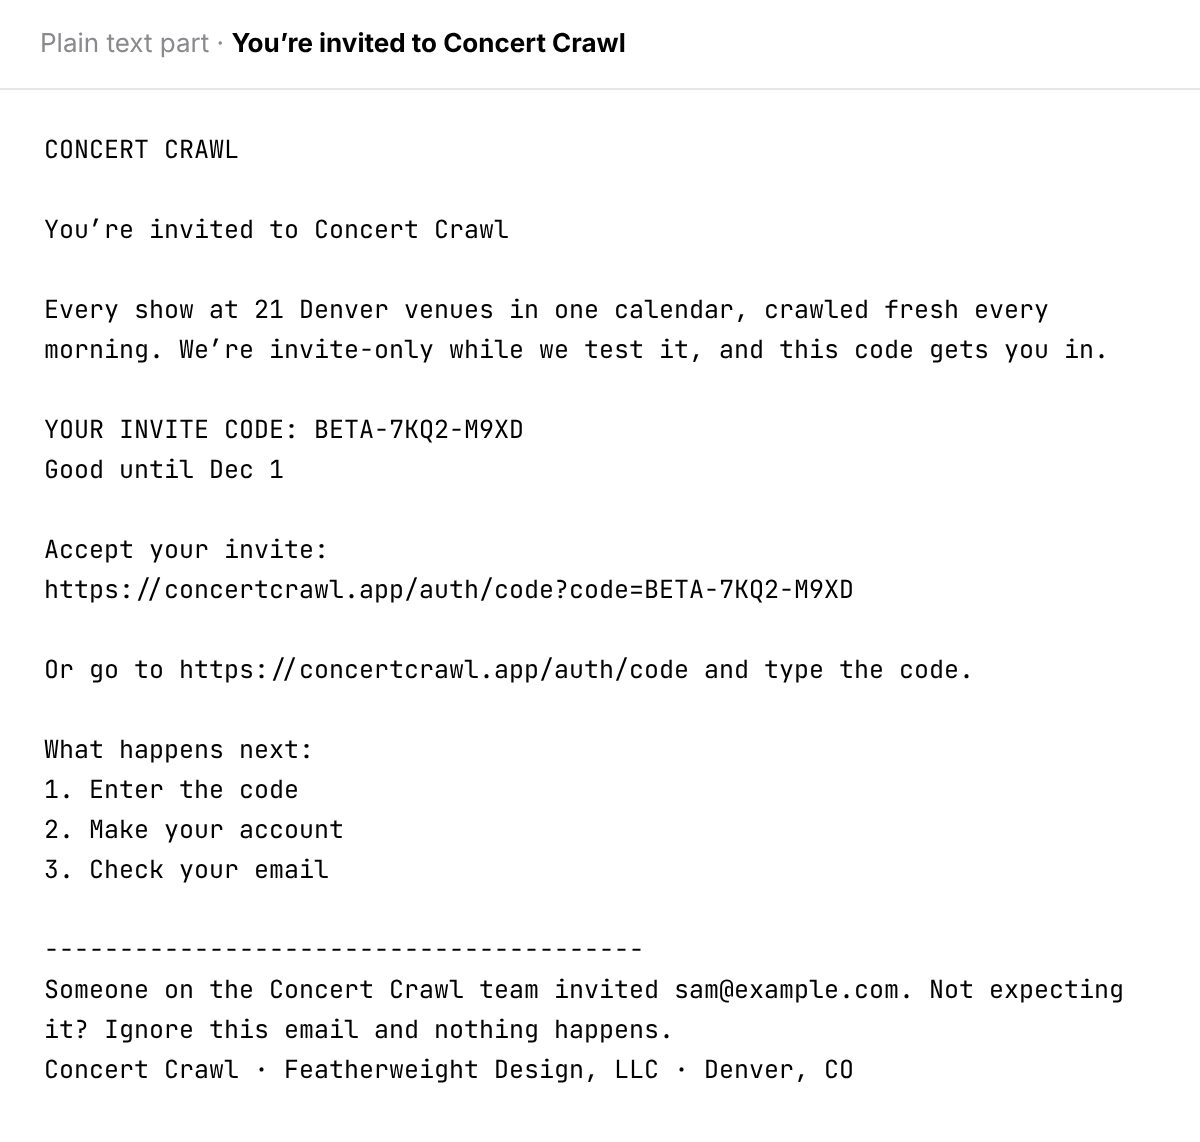 Plain text part · You’re invited to Concert Crawl
CONCERT CRAWL
You’re invited to Concert Crawl
Every show at 21 Denver venues in one calendar, crawled fresh every
morning. We’re invite-only while we test it, and this code gets you in.
YOUR INVITE CODE: BETA-7KQ2-M9XD
Good until Dec 1
Accept your invite:
https://concertcrawl.app/auth/code?code=BETA-7KQ2-M9XD
Or go to https://concertcrawl.app/auth/code and type the code.
What happens next:
1. Enter the code
2. Make your account
3. Check your email
----------------------------------------
Someone on the Concert Crawl team invited sam@example.com. Not expecting
it? Ignore this email and nothing happens.
Concert Crawl · Featherweight Design, LLC · Denver, CO